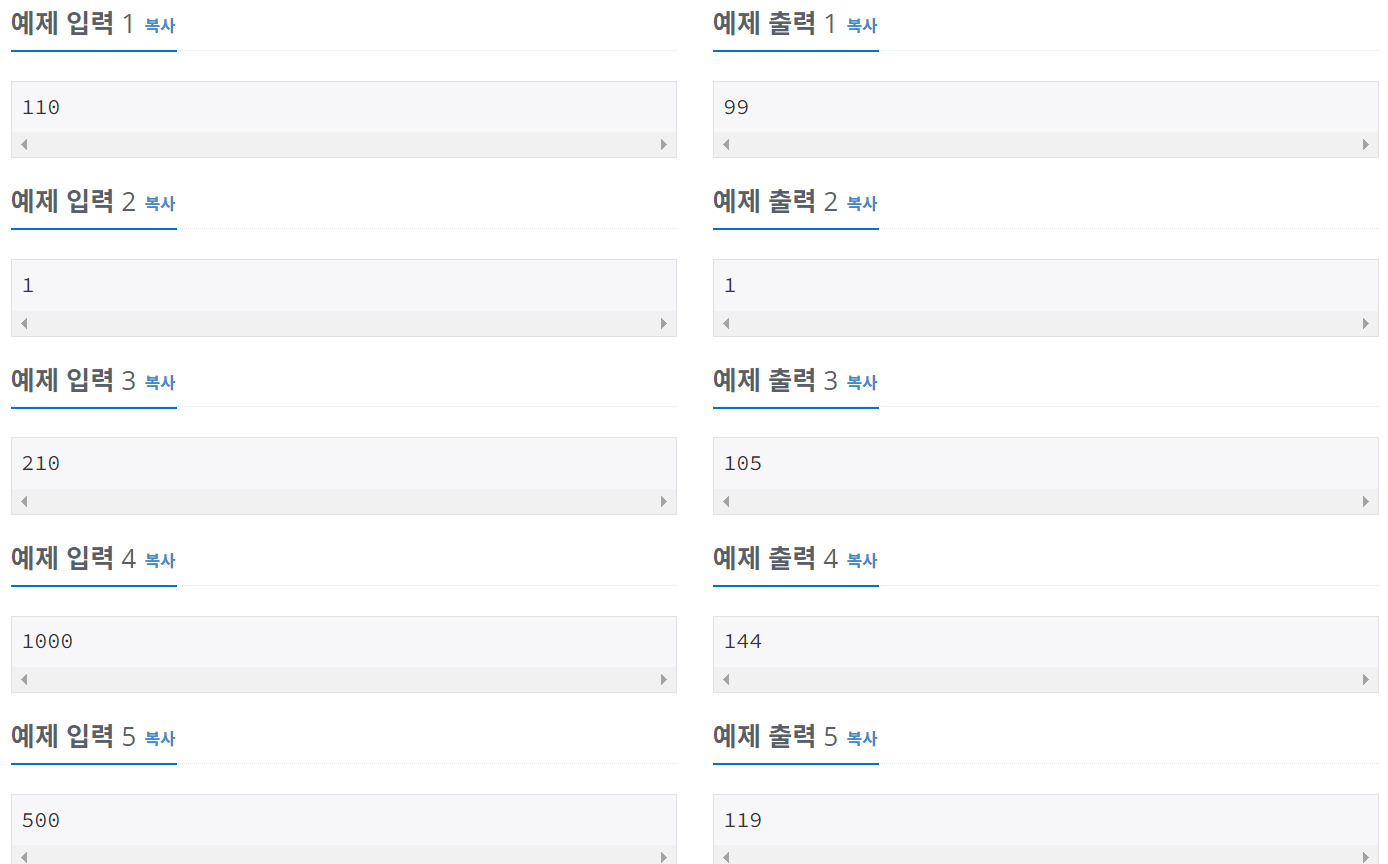 예제 입력 1 복사
예제 출력 1 복사
110
99
예제 입력 2 복사
예제 출력 2 복사
1
1
예제 입력 3 복사
예제 출력 3 복사
210
105
예제 입력 4 복사
예제 출력 4 복사
1000
144
예제 입력 5 복사
예제 출력 5 복사
500
119